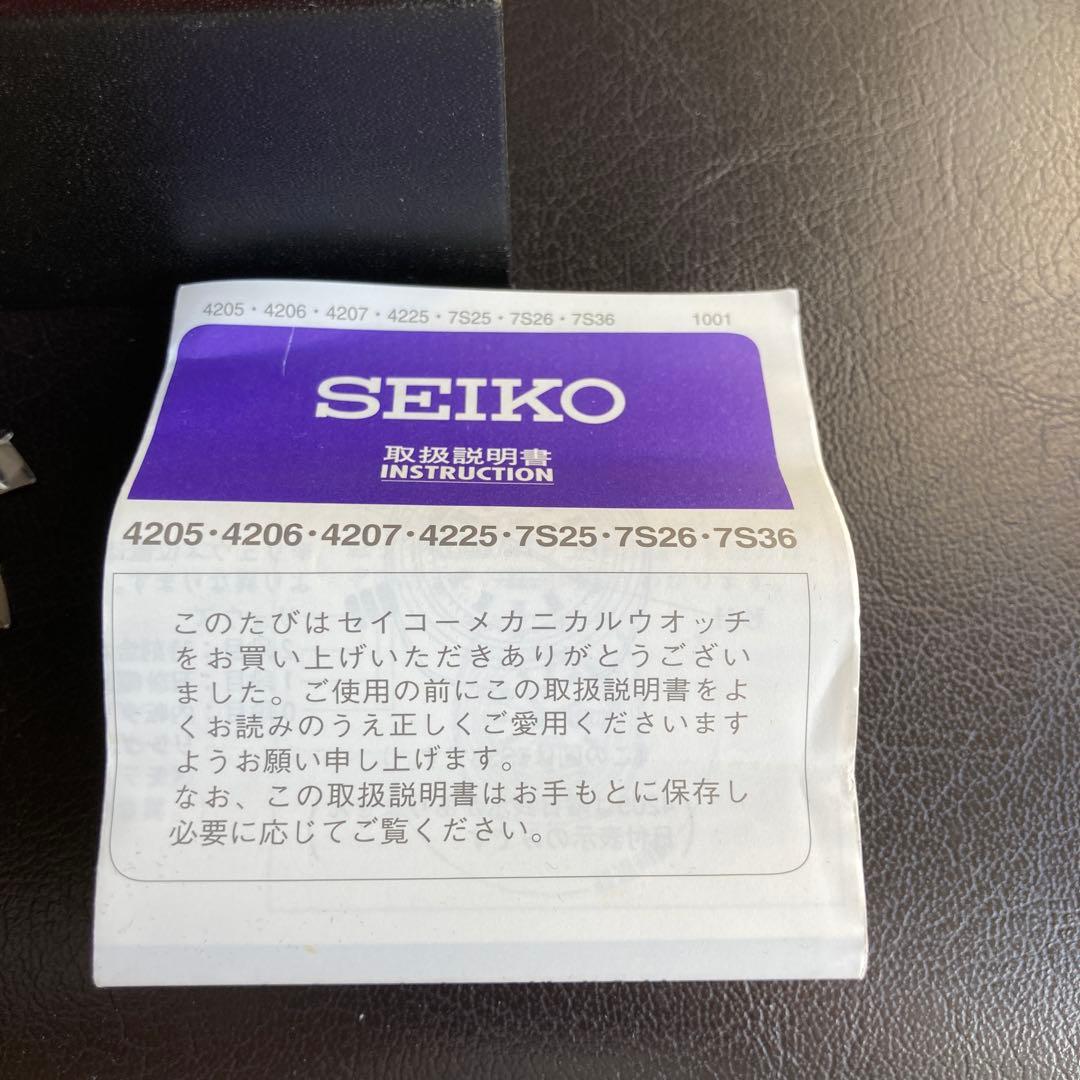 4205・4206・4207・4225・7S25・7S26・7S36 1001
SEIKO
取扱説明書
INSTRUCTION
4205・4206・4207・4225・7S25・7S26・7S36
このたびはセイコーメカニカルウオッチ
をお買い上げいただきありがとうござい
ました。ご使用の前にこの取扱説明書をよ
くお読みのうえ正しくご愛用くださいます
ようお願い申し上げます。
なお、この取扱説明書はお手もとに保存し
必要に応じてご覧ください。